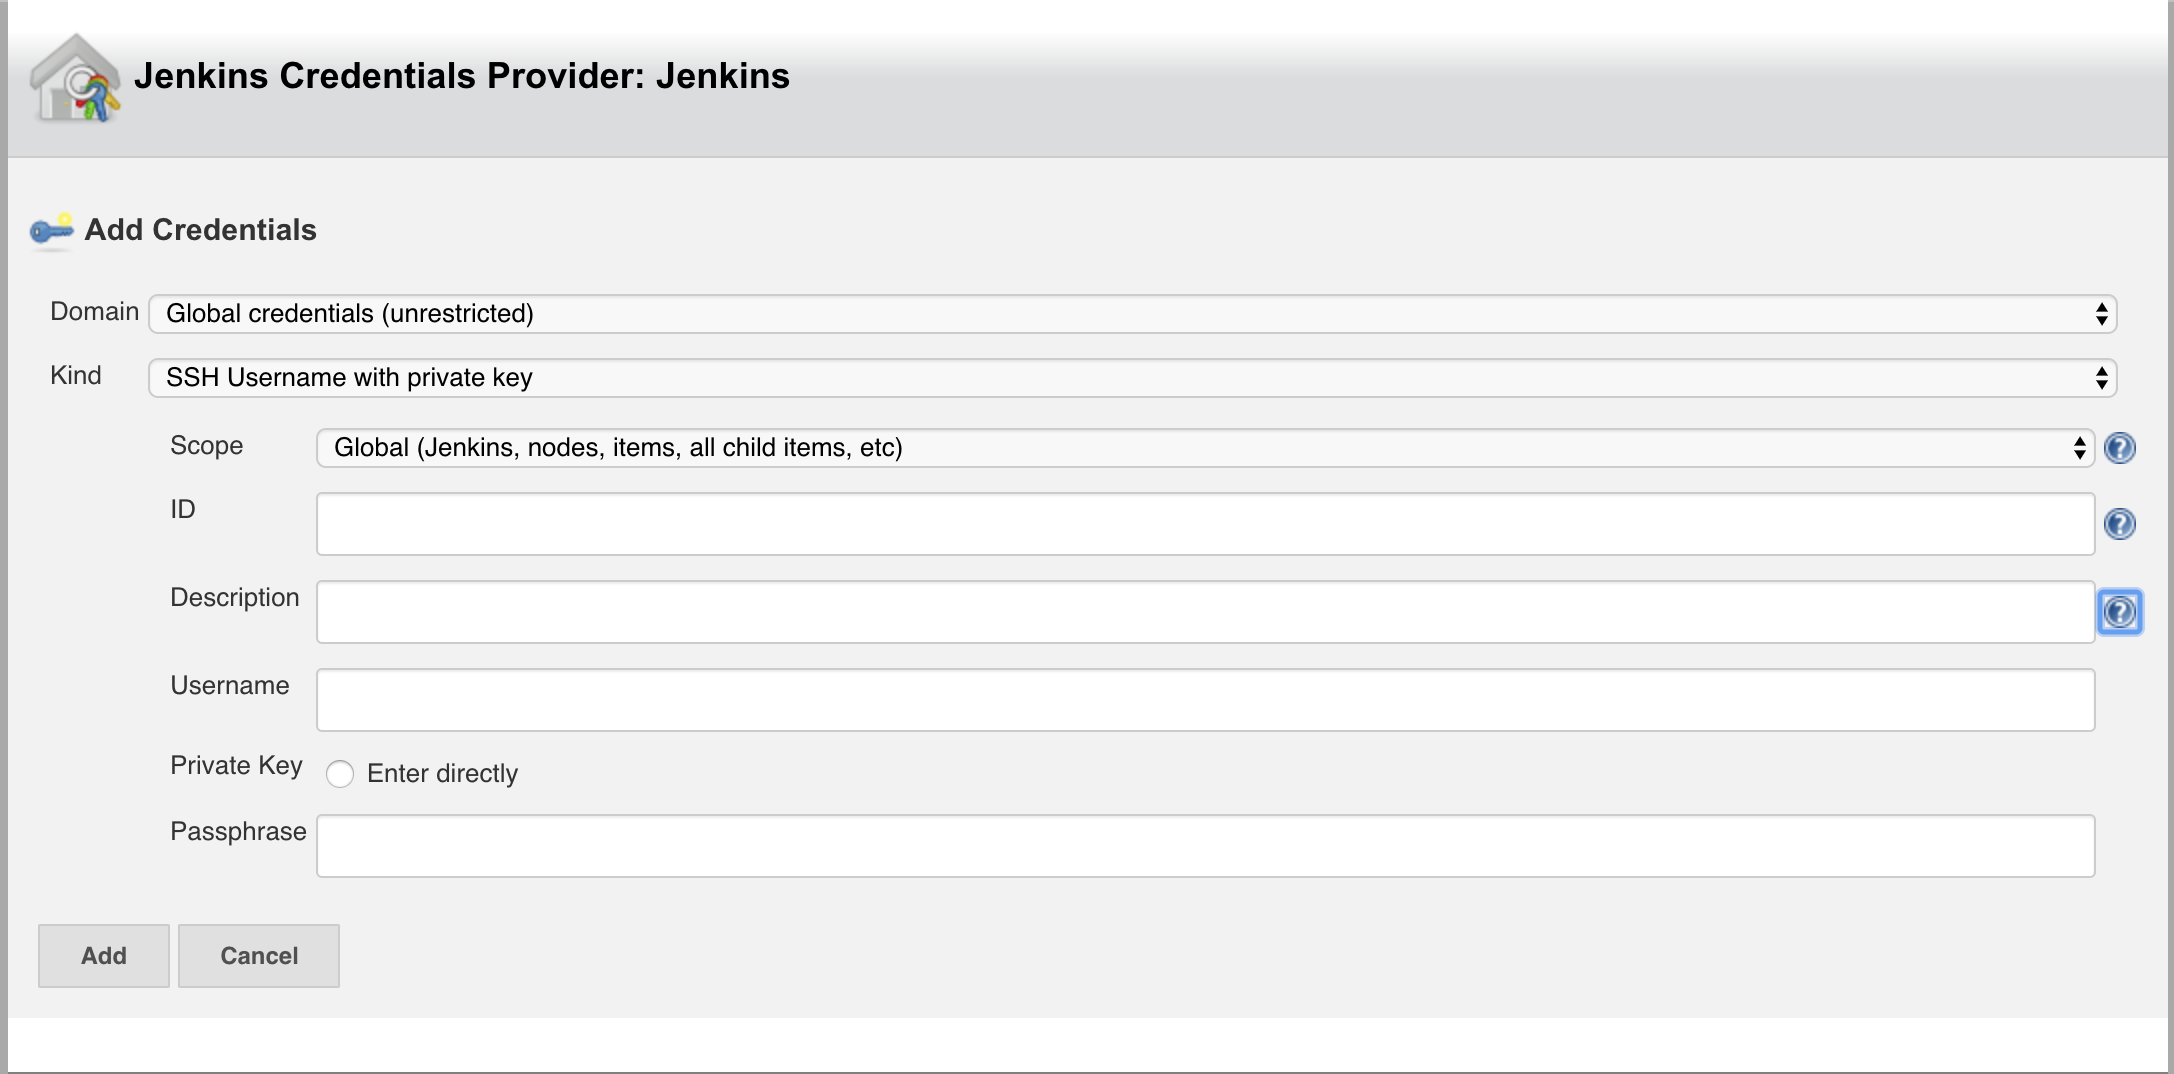 Jenkins Credentials Provider: Jenkins
Add Credentials
Domain Global credentials (unrestricted)
Kind SSH Username with private key
Scope Global (Jenkins, nodes, items, all child items, etc) ?
ID ?
Description ?
Username
Private Key Enter directly
Passphrase
Add Cancel